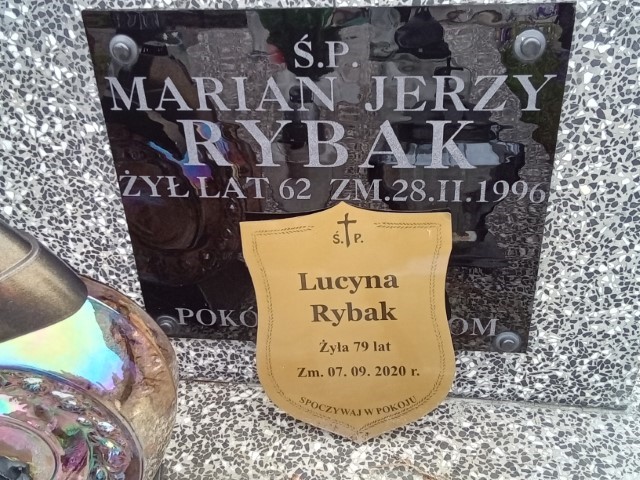 Ś.P.
MARIAN JERZY
RYBAK
ŻYŁ LAT 62 ZM.28.II.1996
Ś. P.
Lucyna
Rybak
Żyła 79 lat
Zm. 07. 09. 2020 r.
SPOCZYWAJ W POKOJU